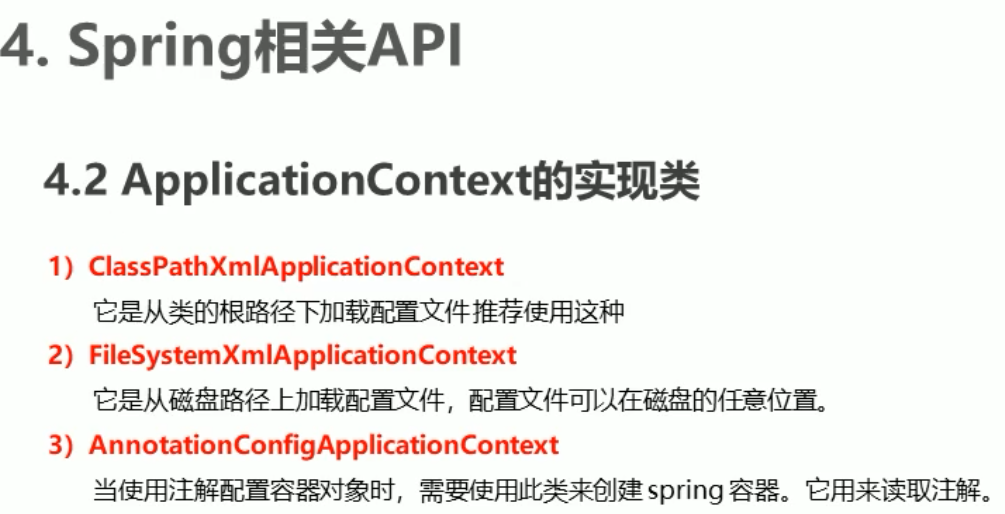 4. Spring相关API
4.2 ApplicationContext的实现类
1）ClassPathXmlApplicationContext
它是从类的根路径下加载配置文件 推荐使用这种
2）FileSystemXmlApplicationContext
它是从磁盘路径上加载配置文件，配置文件可以在磁盘的任意位置。
3）AnnotationConfigApplicationContext
当使用注解配置容器对象时，需要使用此类来创建 spring 容器。它用来读取注解。